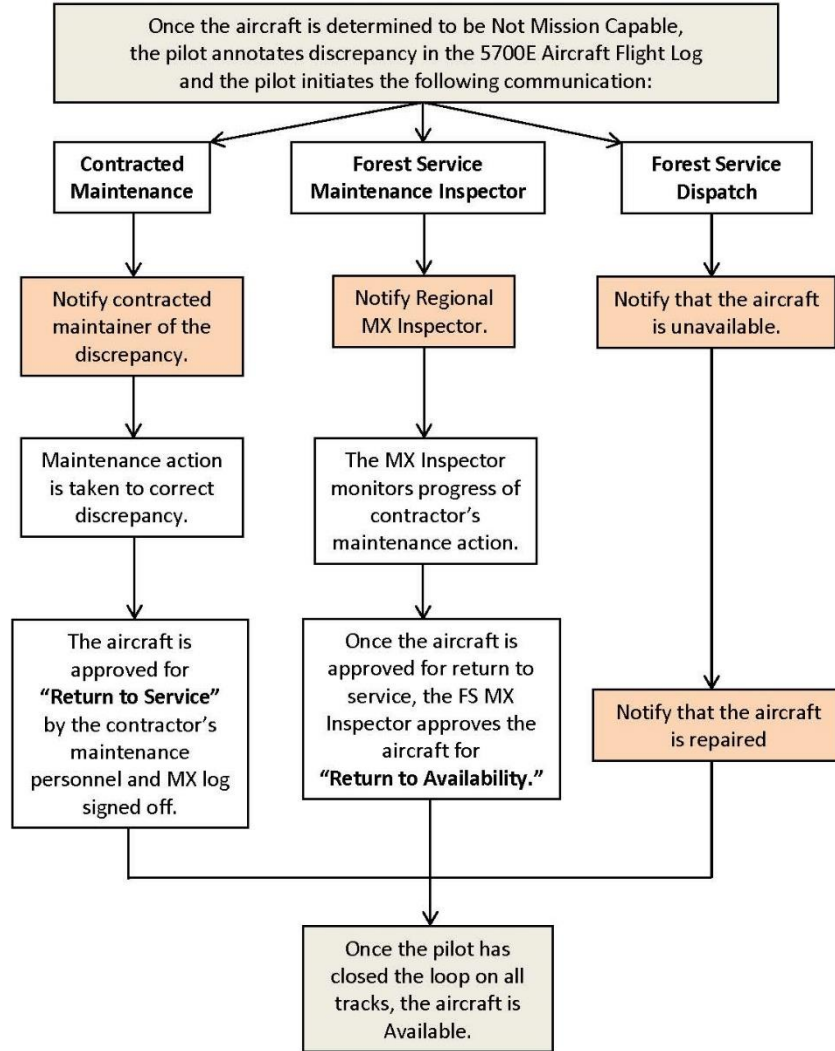 Once the aircraft is determined to be Not Mission Capable,
the pilot annotates discrepancy in the 5700E Aircraft Flight Log
and the pilot initiates the following communication:
Contracted
Maintenance
Forest Service
Maintenance Inspector
Forest Service
Dispatch
Notify contracted
maintainer of the
discrepancy.
Notify Regional
MX Inspector.
Notify that the aircraft
is unavailable.
Maintenance action
is taken to correct
discrepancy.
The MX Inspector
monitors progress of
contractor’s
maintenance action.
The aircraft is
approved for
“Return to Service”
by the contractor’s
maintenance
personnel and MX log
signed off.
Once the aircraft is
approved for return to
service, the FS MX
Inspector approves the
aircraft for
“Return to Availability.”
Notify that the aircraft
is repaired
Once the pilot has
closed the loop on all
tracks, the aircraft is
Available.